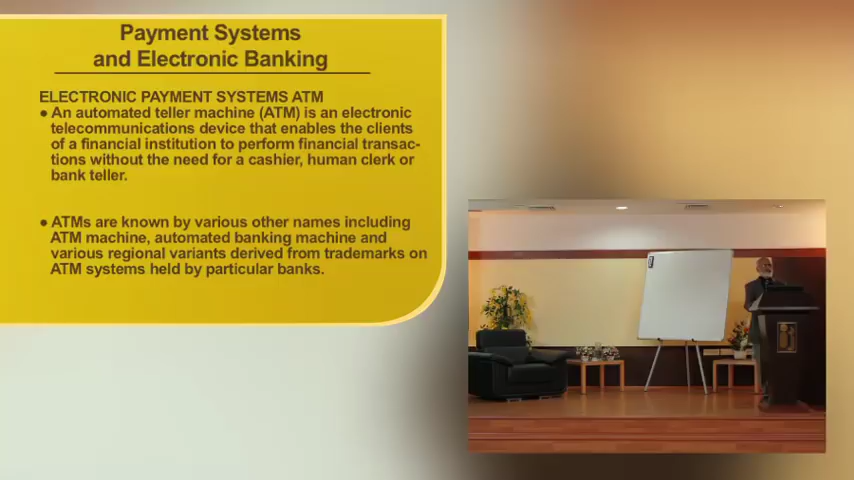 Payment Systems
and Electronic Banking
ELECTRONIC PAYMENT SYSTEMS ATM
● An automated teller machine (ATM) is an electronic
telecommunications device that enables the clients
of a financial institution to perform financial transac-
tions without the need for a cashier, human clerk or
bank teller.
● ATMs are known by various other names including
ATM machine, automated banking machine and
various regional variants derived from trademarks on
ATM systems held by particular banks.